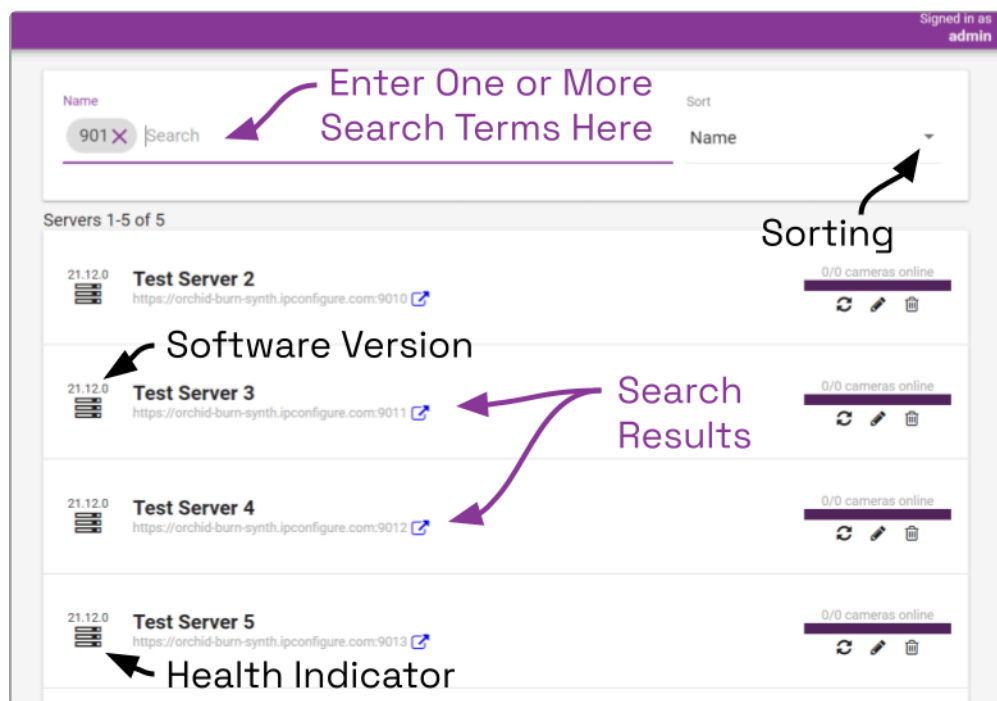 Signed in as
admin
Enter One or More
Search Terms Here
Name
901 Search
Sort
Name
Sorting
Servers 1-5 of 5
21.12.0
Test Server 2
https://orchid-burn-synth.ipconfigure.com:9010
0/0 cameras online
Software Version
21.12.0
Test Server 3
https://orchid-burn-synth.ipconfigure.com:9011
0/0 cameras online
Search
Results
21.12.0
Test Server 4
https://orchid-burn-synth.ipconfigure.com:9012
0/0 cameras online
21.12.0
Test Server 5
https://orchid-burn-synth.ipconfigure.com:9013
0/0 cameras online
Health Indicator